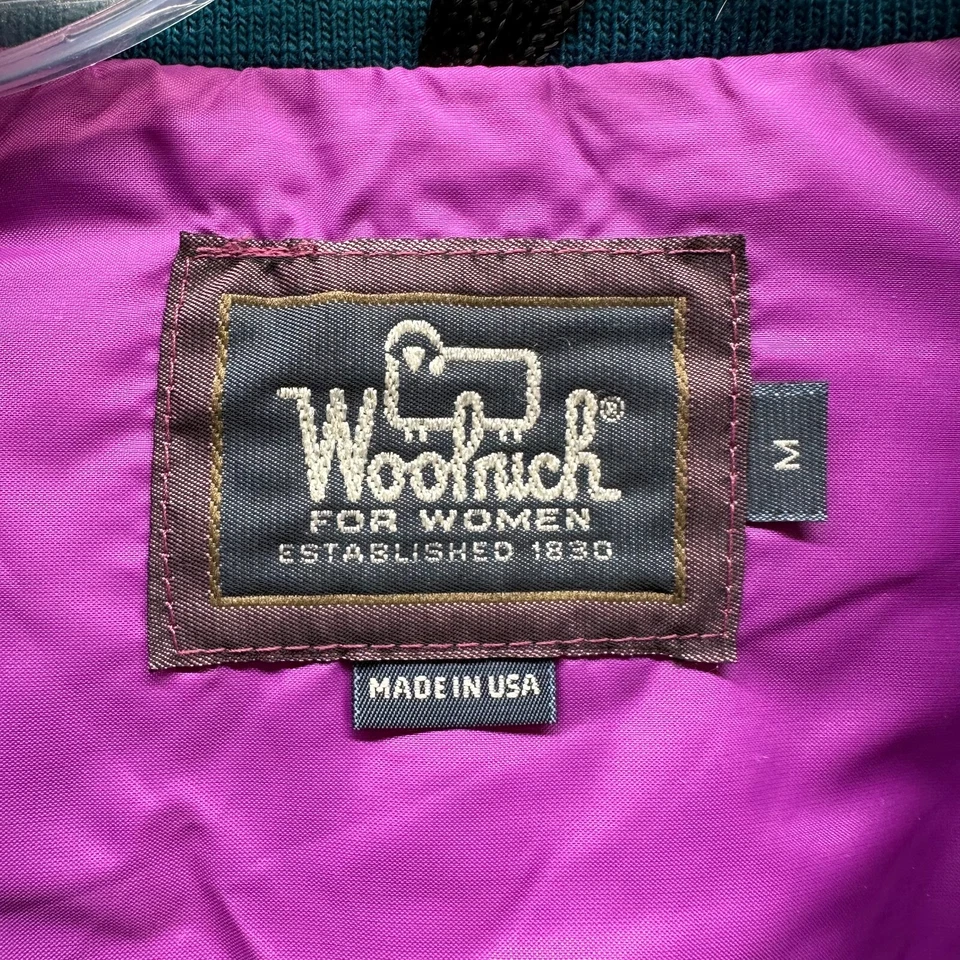 Woolrich®
FOR WOMEN
ESTABLISHED 1830
M
MADE IN USA